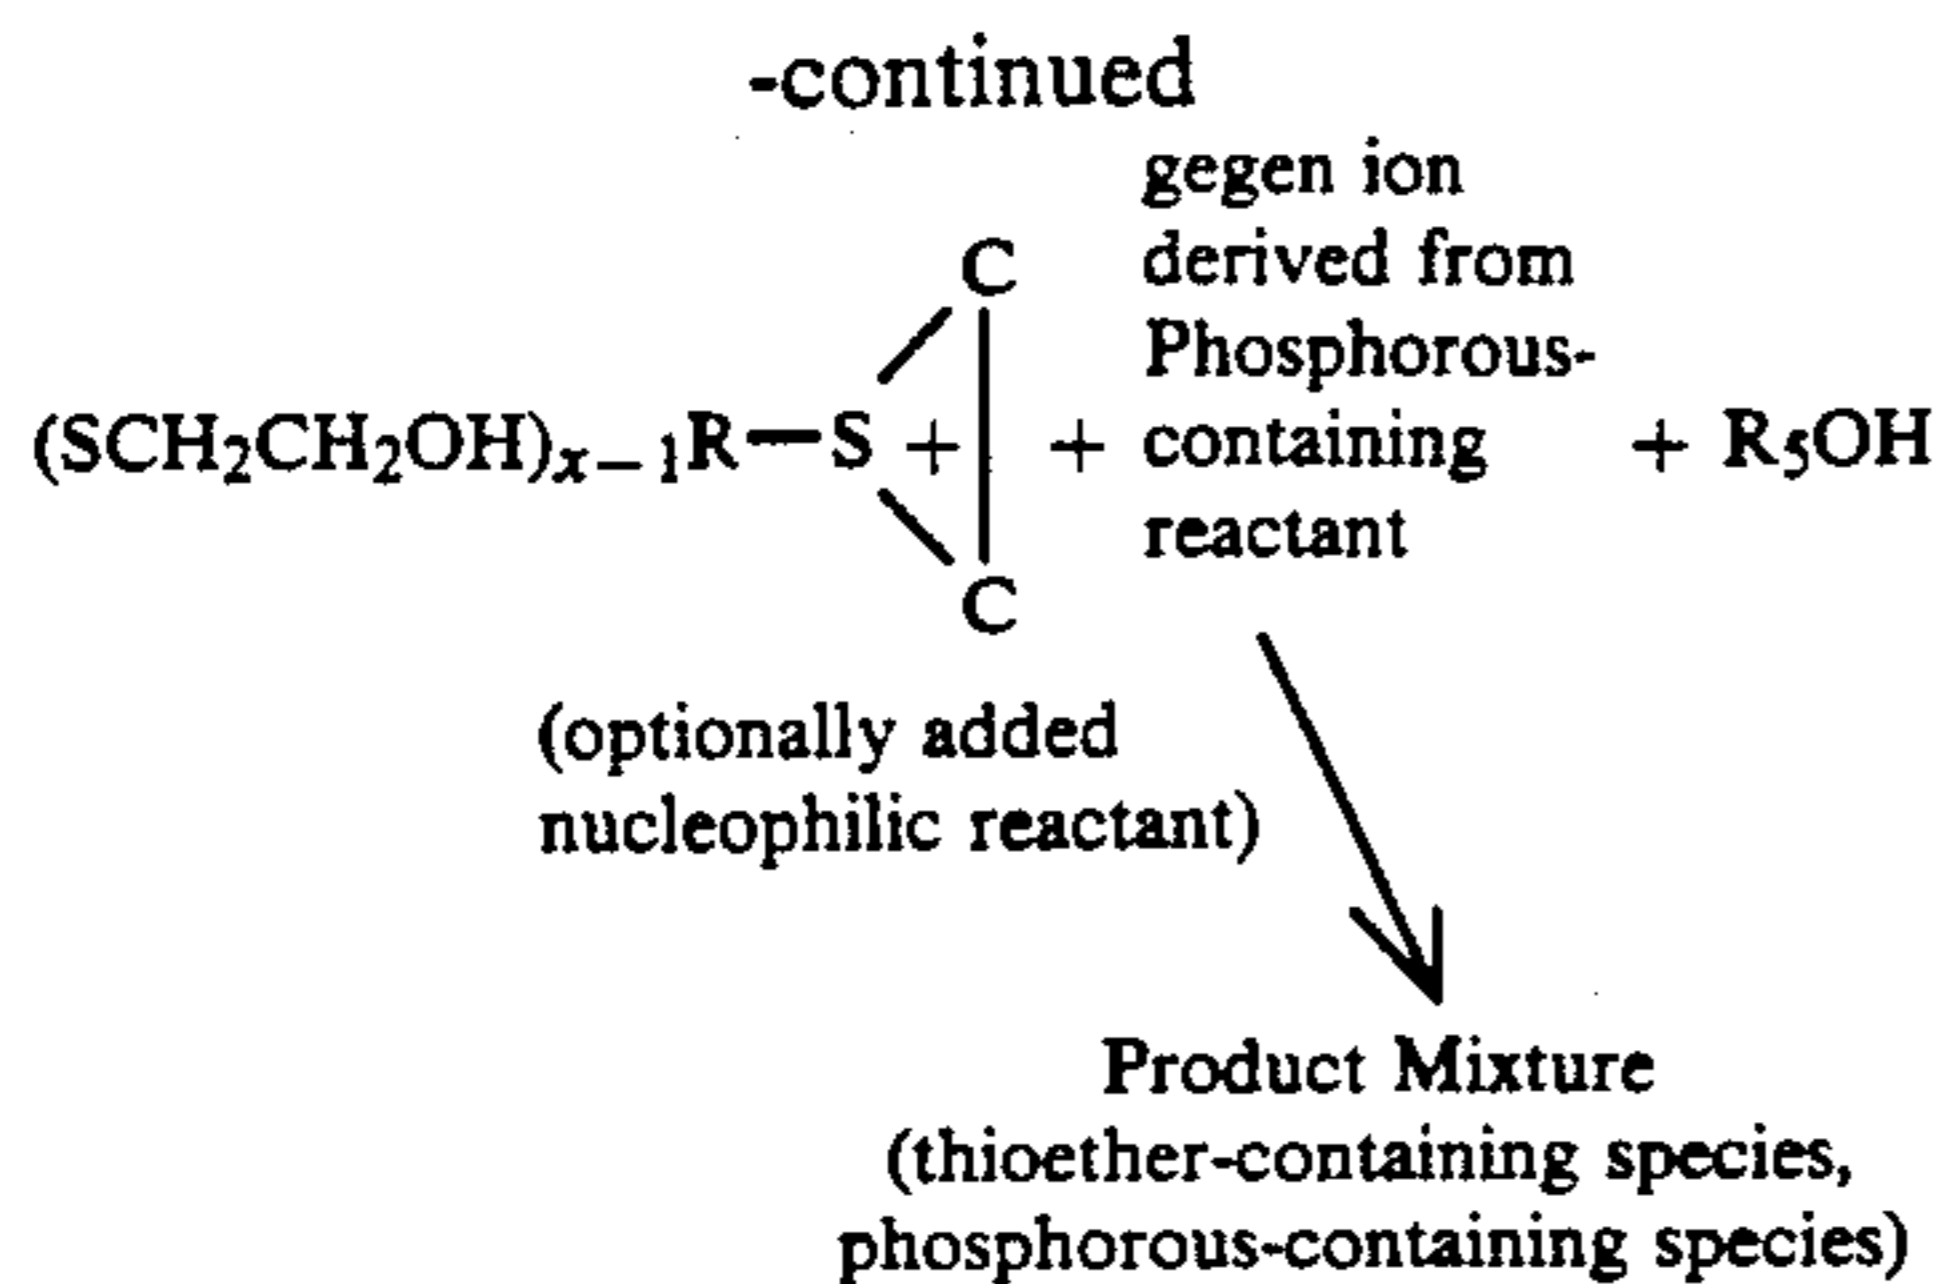 -continued
gegen ion
derived from
Phosphorous-
containing
reactant
C
(SCH₂CH₂OH)ₓ₋₁R—S + + + R₅OH
C
(optionally added
nucleophilic reactant)
Product Mixture
(thioether-containing species,
phosphorous-containing species)